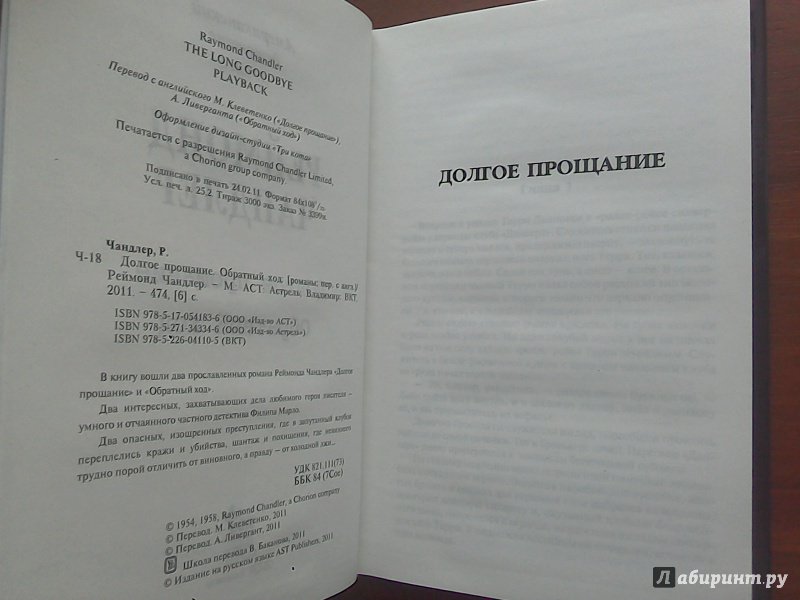 Raymond Chandler
THE LONG GOODBYE
PLAYBACK
Перевод с английского М. Клеветенко («Долгое прощание»),
А. Ливерганта («Обратный ход»)
Оформление дизайн-студии «Три кота»
Печатается с разрешения Raymond Chandler Limited,
a Chorion group company.
Подписано в печать 24.02.11. Формат 84x108 1/32.
Усл. печ. л. 25,2. Тираж 3000 экз. Заказ № 3390и.
Чандлер, Р.
Ч-18 Долгое прощание. Обратный ход: [романы: пер. с англ.]/
Реймонд Чандлер. – М.: АСТ: Астрель; Владимир: ВКТ,
2011. – 474, [6] с.
ISBN 978-5-17-054183-6 (ООО «Изд-во АСТ»)
ISBN 978-5-271-34334-6 (ООО «Изд-во Астрель»)
ISBN 978-5-226-04110-5 (ВКТ)
В книгу вошли два прославленных романа Реймонда Чандлера «Долгое
прощание» и «Обратный ход».
Два интересных, захватывающих дела любимого героя писателя –
умного и отчаянного частного детектива Филипа Марло.
Два опасных, изощренных преступления, где в запутанный клубок
переплелись кражи и убийства, шантаж и похищения, где невинного
трудно порой отличить от виновного, а правду – от холодной лжи...
УДК 821.111(73)
ББК 84 (7Сое)
© 1954, 1958, Raymond Chandler, a Chorion company
© Перевод. М. Клеветенко, 2011
© Перевод. А. Ливергант, 2011
Школа перевода В. Баканова, 2011
© Издание на русском языке AST Publishers, 2011
ДОЛГОЕ ПРОЩАНИЕ
Лабиринт.ру